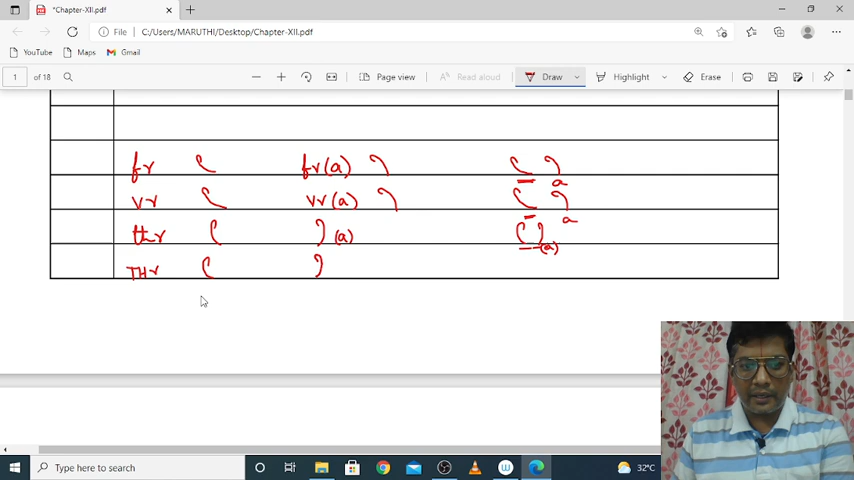 *Chapter-XII.pdf
File C:/Users/MARUTHI/Desktop/Chapter-XII.pdf
YouTube Maps Gmail
1 of 18 Page view Read aloud Draw Highlight Erase
fr fr(a) a
vr vr(a) a
thr (a) (a)
THr
Type here to search 32°C